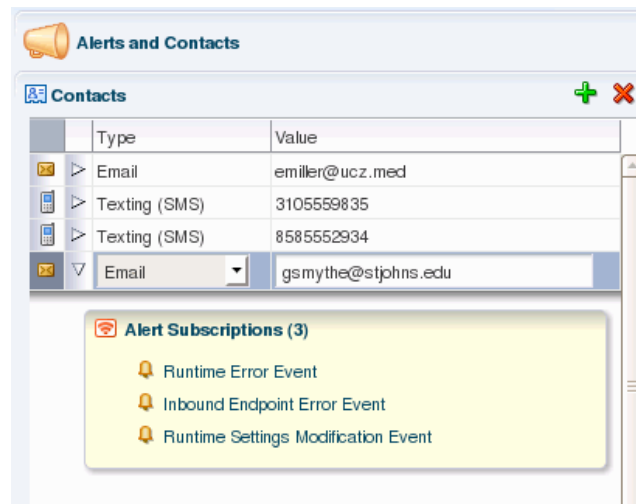 Alerts and Contacts
Contacts
Type Value
Email emiller@ucz.med
Texting (SMS) 3105559835
Texting (SMS) 8585552934
Email gsmythe@stjohns.edu
Alert Subscriptions (3)
Runtime Error Event
Inbound Endpoint Error Event
Runtime Settings Modification Event